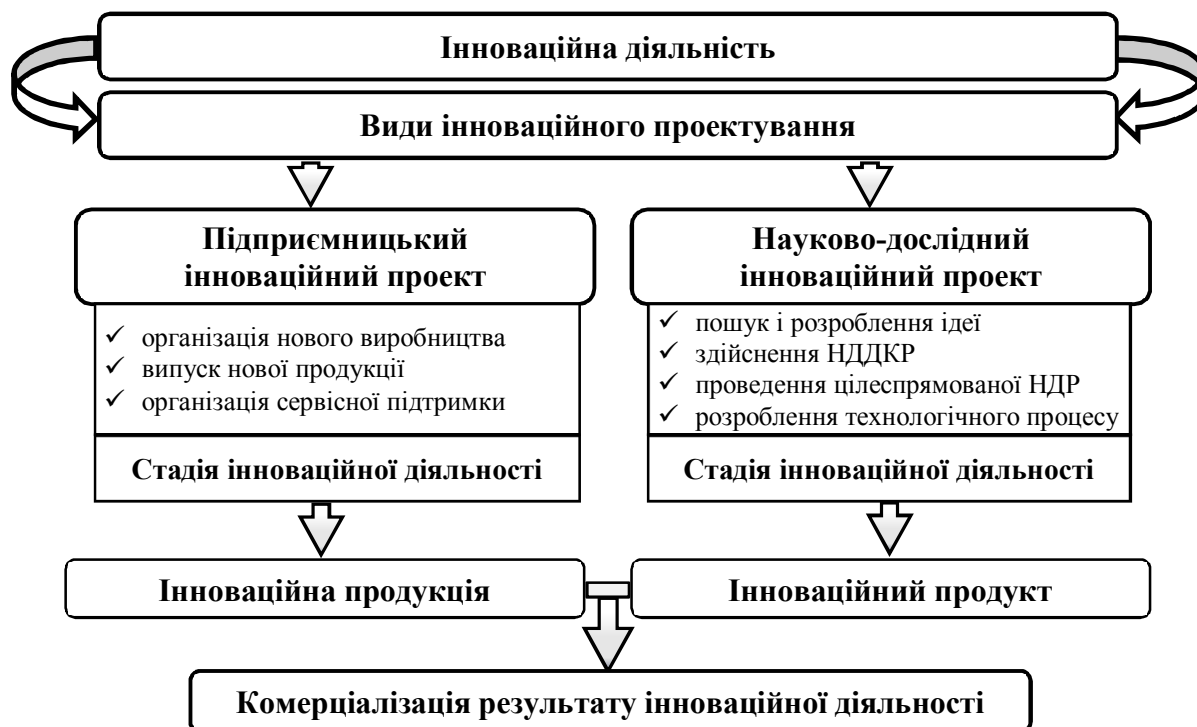 Інноваційна діяльність
Види інноваційного проектування
Підприємницький
інноваційний проект
✓ організація нового виробництва
✓ випуск нової продукції
✓ організація сервісної підтримки
Стадія інноваційної діяльності
Науково-дослідний
інноваційний проект
✓ пошук і розроблення ідеї
✓ здійснення НДДКР
✓ проведення цілеспрямованої НДР
✓ розроблення технологічного процесу
Стадія інноваційної діяльності
Інноваційна продукція
Інноваційний продукт
Комерціалізація результату інноваційної діяльності